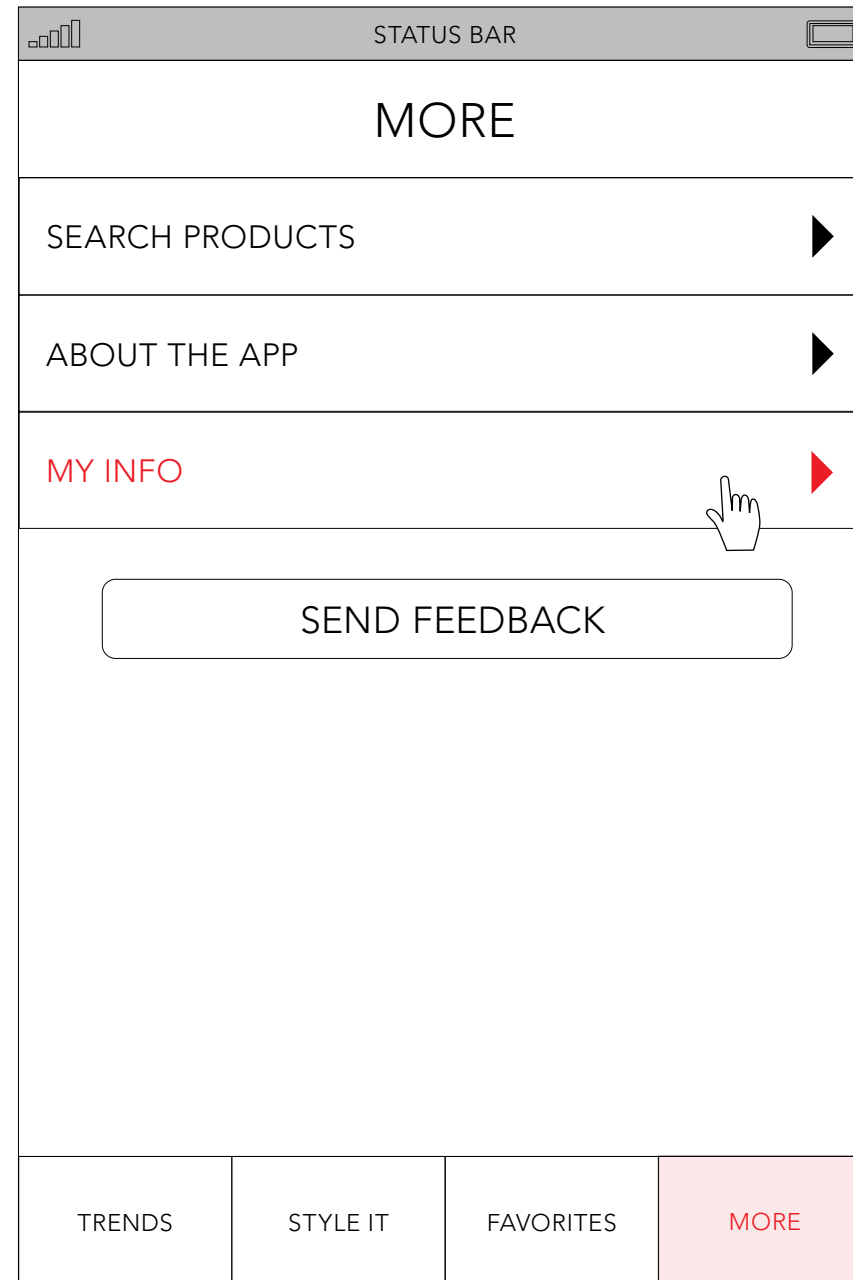 STATUS BAR
MORE
SEARCH PRODUCTS
ABOUT THE APP
MY INFO
SEND FEEDBACK
TRENDS
STYLE IT
FAVORITES
MORE